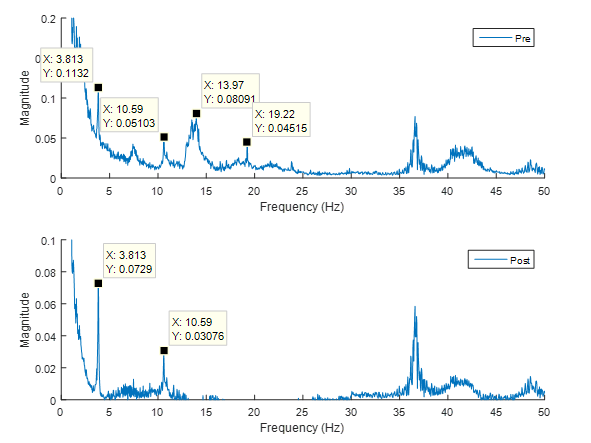 0.2
Pre
X: 3.813
Y: 0.1132
X: 13.97
Y: 0.08091
0.1
X: 10.59
Y: 0.05103
X: 19.22
Y: 0.04515
0.05
0
Magnitude
0 5 10 15 20 25 30 35 40 45 50
Frequency (Hz)
0.1
Post
X: 3.813
Y: 0.0729
0.08
0.06
X: 10.59
Y: 0.03076
0.04
0.02
0
Magnitude
0 5 10 15 20 25 30 35 40 45 50
Frequency (Hz)